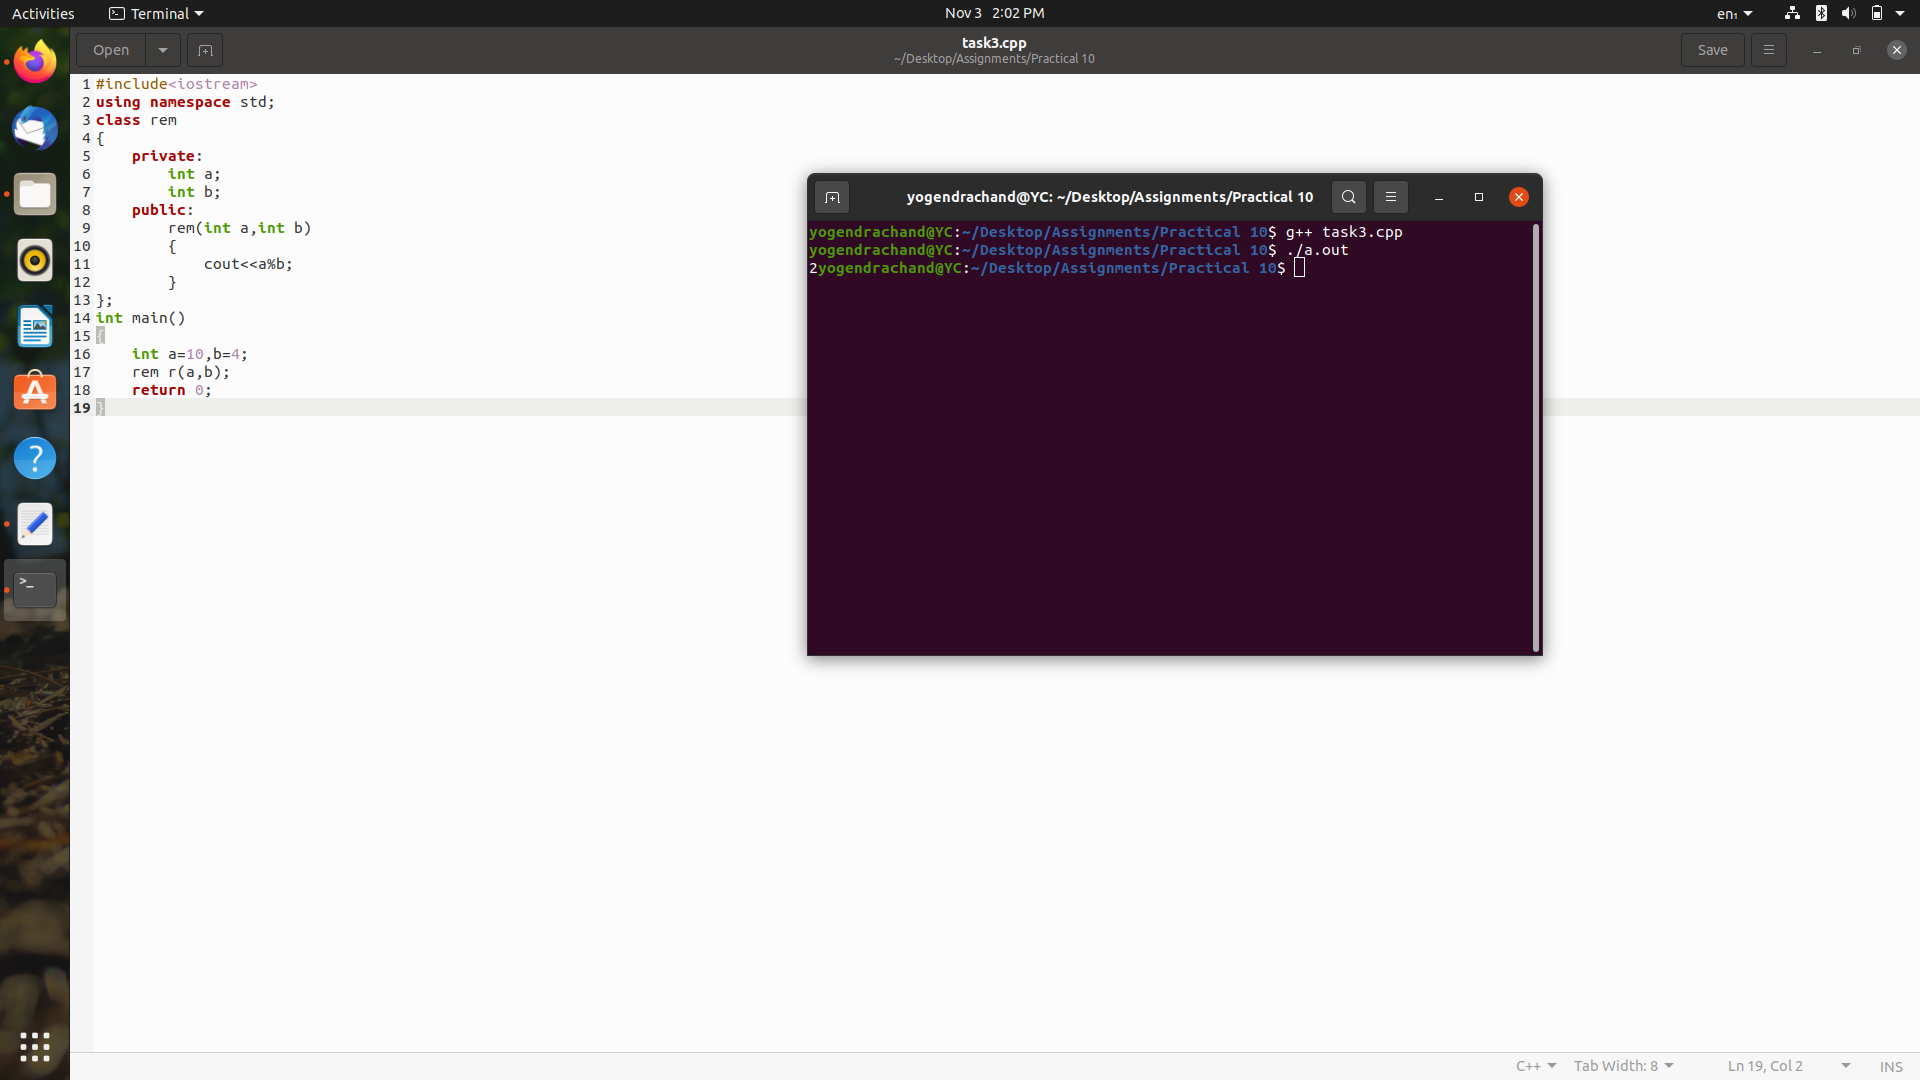 Activities
Terminal
Nov 3 2:02 PM
en₁
Open
task3.cpp
~/Desktop/Assignments/Practical 10
Save
1 #include<iostream>
2 using namespace std;
3 class rem
4 {
5     private:
6         int a;
7         int b;
8     public:
9         rem(int a,int b)
10         {
11             cout<<a%b;
12         }
13 };
14 int main()
15 {
16     int a=10,b=4;
17     rem r(a,b);
18     return 0;
19 }
yogendrachand@YC: ~/Desktop/Assignments/Practical 10
yogendrachand@YC:~/Desktop/Assignments/Practical 10$ g++ task3.cpp
yogendrachand@YC:~/Desktop/Assignments/Practical 10$ ./a.out
2yogendrachand@YC:~/Desktop/Assignments/Practical 10$
C++
Tab Width: 8
Ln 19, Col 2
INS